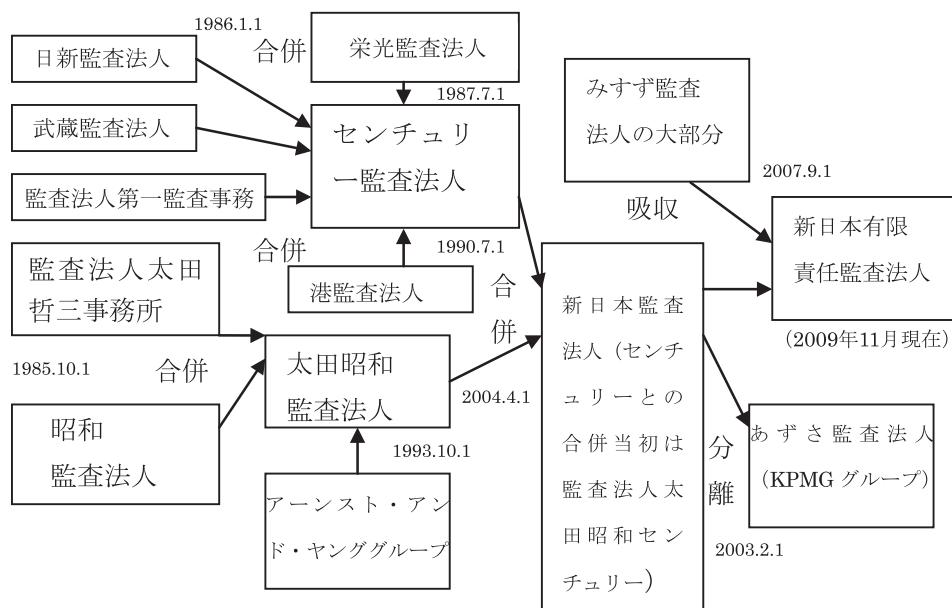 1986.1.1
日新監査法人
合併
栄光監査法人
1987.7.1
武蔵監査法人
センチュリ
ー監査法人
監査法人第一監査事務
合併
1990.7.1
港監査法人
みすず監査
法人の大部分
2007.9.1
吸収
新日本有限
責任監査法人
(2009年11月現在)
監査法人太田
哲三事務所
1985.10.1
合併
昭和
監査法人
太田昭和
監査法人
2004.4.1
合
併
1993.10.1
アーンスト・アン
ド・ヤンググループ
新日本監査
法人(センチ
ュリーとの
合併当初は
監査法人太
田昭和セン
チュリー)
分
離
2003.2.1
あずさ監査法人
(KPMG グループ)